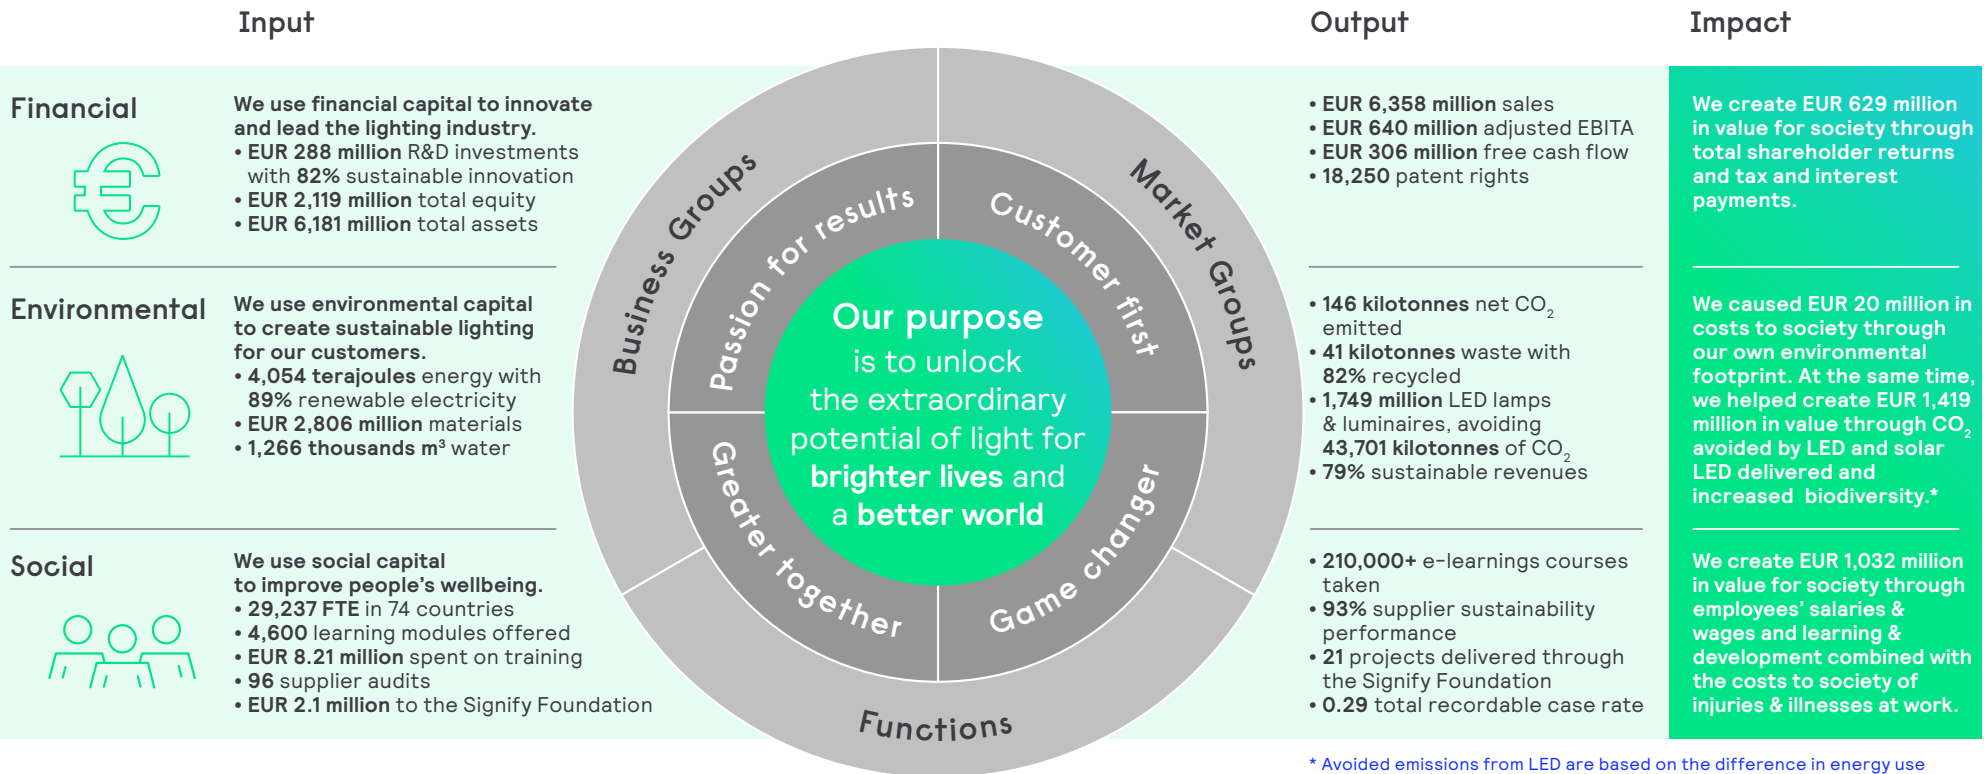 Input
Output
Impact
Financial
We use financial capital to innovate
and lead the lighting industry.
• EUR 288 million R&D investments
with 82% sustainable innovation
• EUR 2,119 million total equity
• EUR 6,181 million total assets
Environmental
We use environmental capital
to create sustainable lighting
for our customers.
• 4,054 terajoules energy with
89% renewable electricity
• EUR 2,806 million materials
• 1,266 thousands m³ water
Social
We use social capital
to improve people's wellbeing.
• 29,237 FTE in 74 countries
• 4,600 learning modules offered
• EUR 8.21 million spent on training
• 96 supplier audits
• EUR 2.1 million to the Signify Foundation
Business Groups
Market Groups
Functions
Passion for results
Customer first
Greater together
Game changer
Our purpose
is to unlock
the extraordinary
potential of light for
brighter lives and
a better world
• EUR 6,358 million sales
• EUR 640 million adjusted EBITA
• EUR 306 million free cash flow
• 18,250 patent rights
• 146 kilotonnes net CO₂
emitted
• 41 kilotonnes waste with
82% recycled
• 1,749 million LED lamps
& luminaires, avoiding
43,701 kilotonnes of CO₂
• 79% sustainable revenues
• 210,000+ e-learnings courses
taken
• 93% supplier sustainability
performance
• 21 projects delivered through
the Signify Foundation
• 0.29 total recordable case rate
We create EUR 629 million
in value for society through
total shareholder returns
and tax and interest
payments.
We caused EUR 20 million in
costs to society through
our own environmental
footprint. At the same time,
we helped create EUR 1,419
million in value through CO₂
avoided by LED and solar
LED delivered and
increased biodiversity.*
We create EUR 1,032 million
in value for society through
employees' salaries &
wages and learning &
development combined with
the costs to society of
injuries & illnesses at work.
* Avoided emissions from LED are based on the difference in energy use